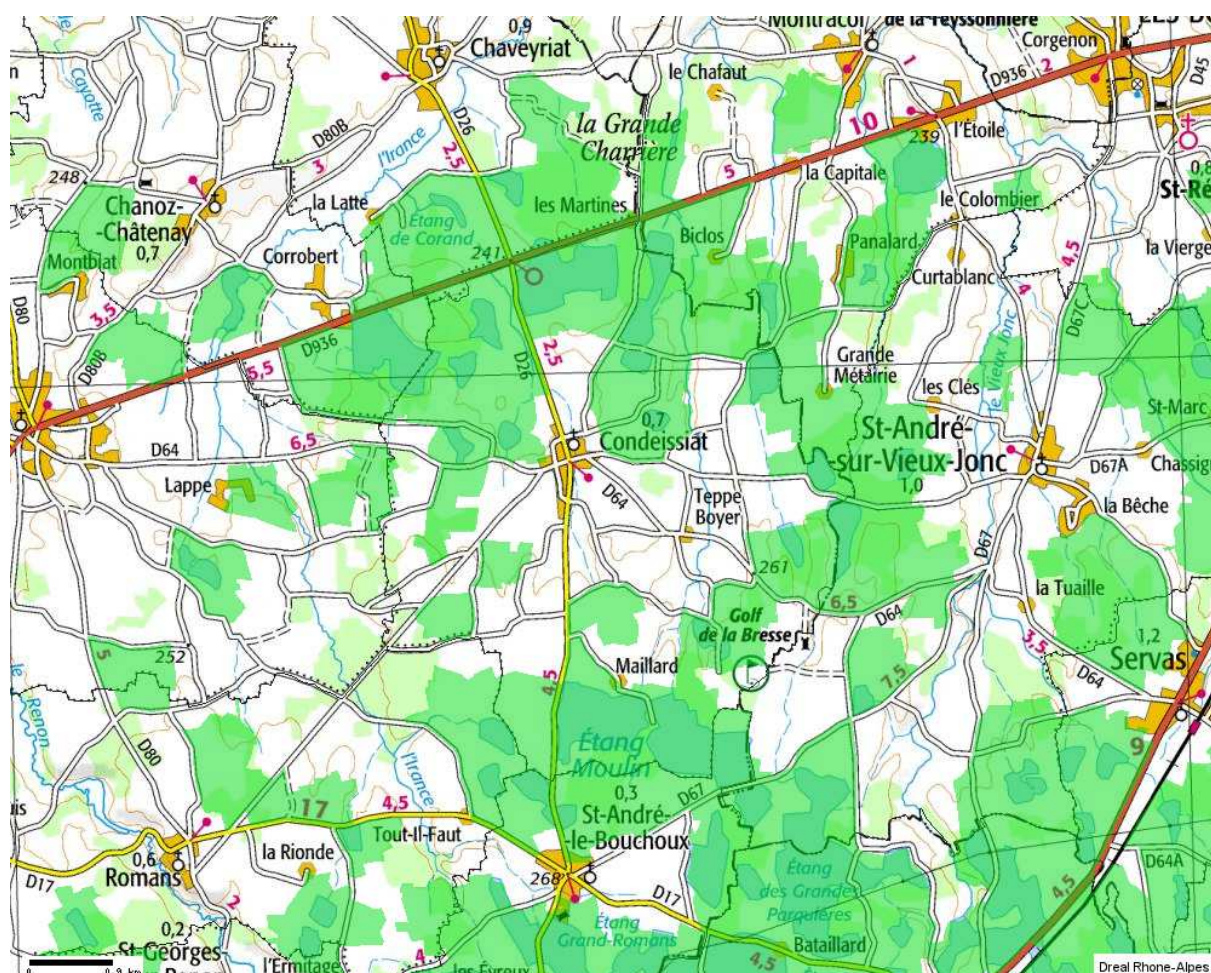 0,9
Chaveyriat
Montracol
de la Teyssonnière
Corgenon
le Chafaut
1
D936
2
D45
Cayotte
D80B
D26
la Grande
Charrière
10
239
l'Étoile
l'Irance
2,5
3
248
5
la Capitale
0,8
la Latte
les Martines
le Colombier
Chanoz-
-Châtenay
0,7
Étang
de Corand
Biclos
Panalard
4,5
la Vierge
Montbiat
Corrobert
241
Curtablanc
4
D67C
D80
3,5
D936
2,5
D26
le Vieux Jonc
D80B
5,5
Grande
Métairie
les Clés
St-Marc
0,7
Condeissiat
St-André-
-sur-Vieux-Jonc
1,0
D64
6,5
D67A
Lappe
D64
Teppe
Boyer
la Bêche
D67
261
la Tuaille
6,5
D64
Golf
de la Bresse
3,5
1,2
Servas
5
252
Maillard
4,5
7,5
D64
le Renon
Étang
Moulin
9
D80
l'Irance
0,3
D67
St-André-
-le-Bouchoux
17
4,5
Tout-Il-Faut
la Rionde
0,6
Romans
D17
268
D17
Étang
des Grandes
Parquières
4,5
D64A
2
0,2
St-Georges-
Étang
Grand-Romans
Bataillard
4
4,5
l'Ermitage
les Évreux
Dreal Rhone-Alpes